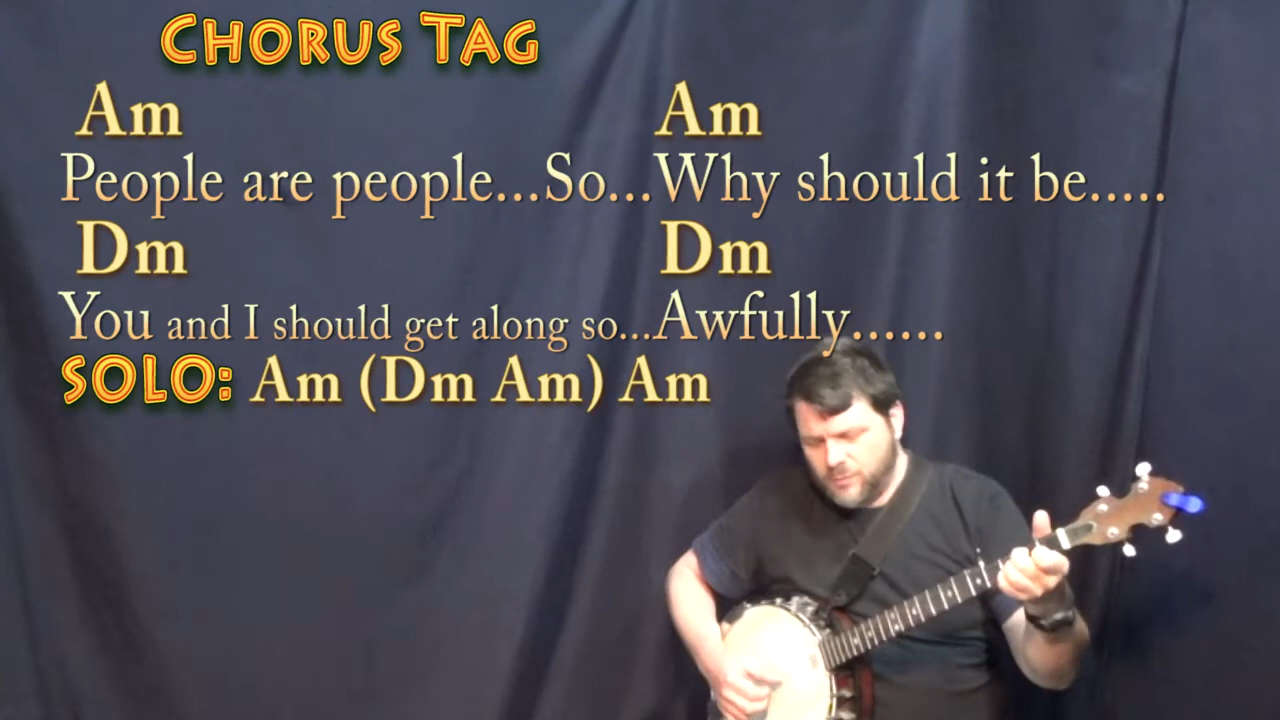 CHORUS TAG
Am Am
People are people...So...Why should it be.....
Dm Dm
You and I should get along so...Awfully......
SOLO: Am (Dm Am) Am